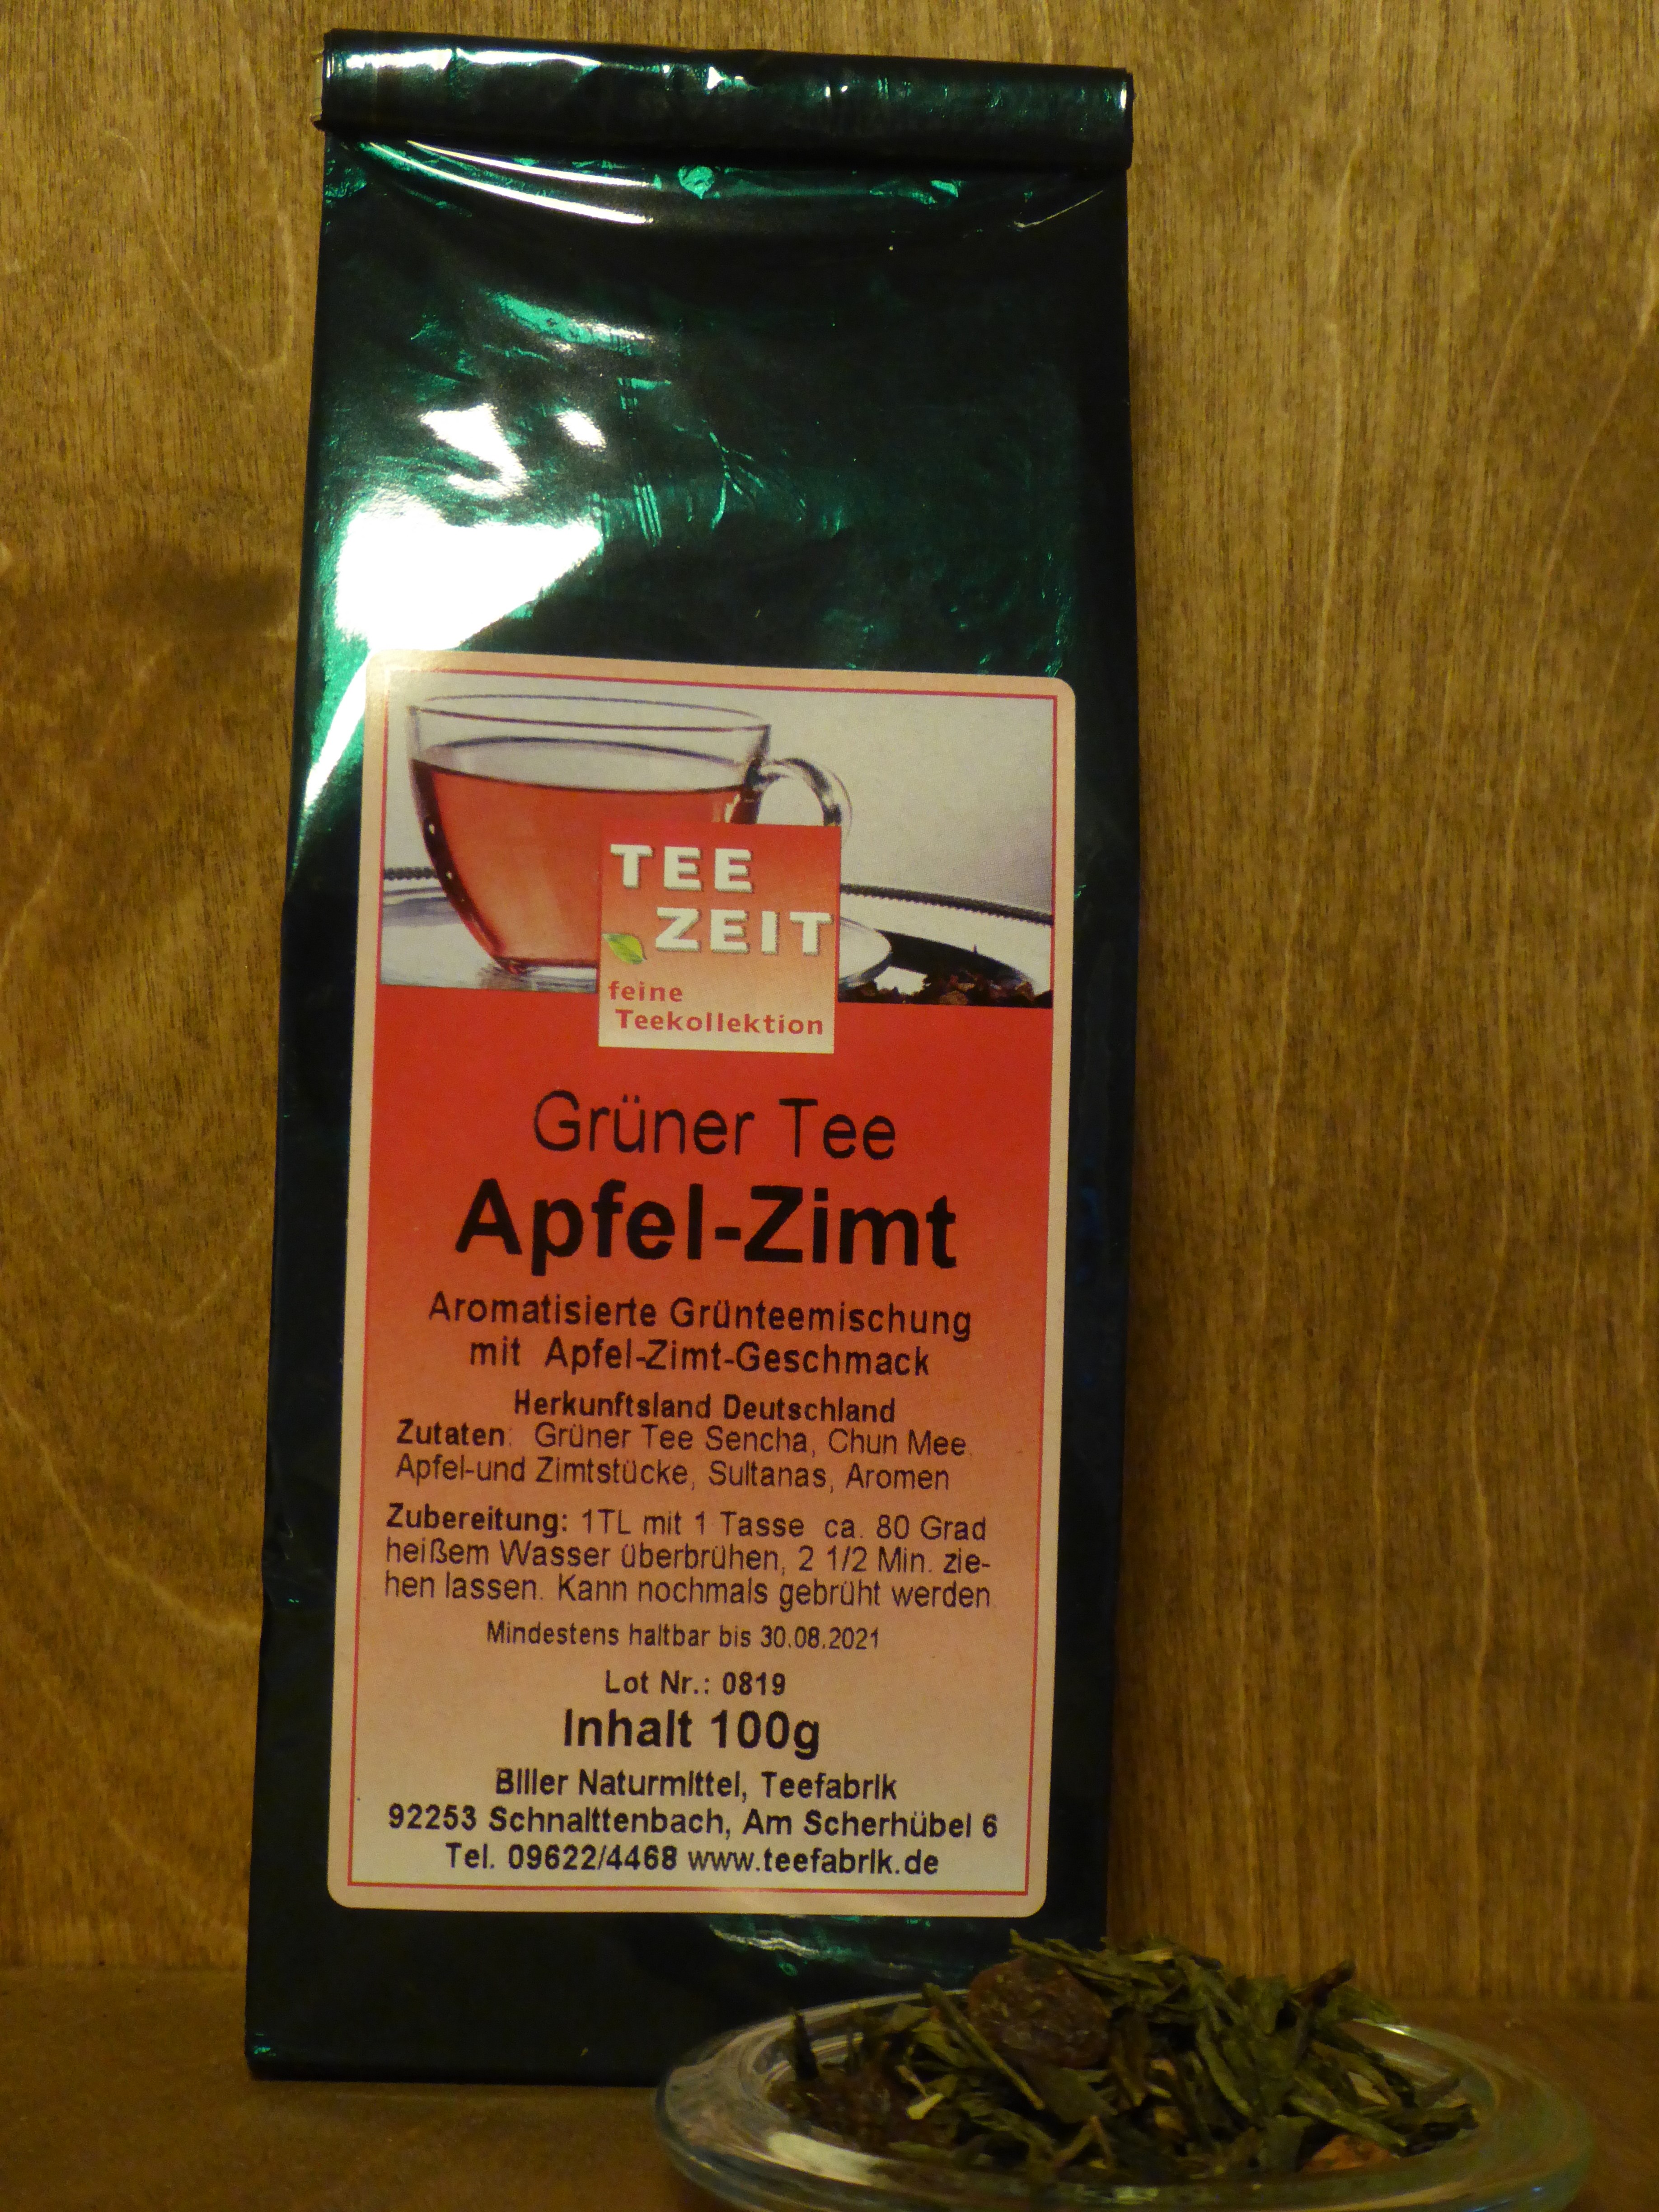 TEE
ZEIT
feine
Teekollektion
Grüner Tee
Apfel-Zimt
Aromatisierte Grünteemischung
mit Apfel-Zimt-Geschmack
Herkunftsland Deutschland
Zutaten: Grüner Tee Sencha, Chun Mee,
Apfel-und Zimtstücke, Sultanas, Aromen
Zubereitung: 1TL mit 1 Tasse ca. 80 Grad
heißem Wasser überbrühen, 2 1/2 Min. zie-
hen lassen. Kann nochmals gebrüht werden.
Mindestens haltbar bis 30.08.2021
Lot Nr.: 0819
Inhalt 100g
Biller Naturmittel, Teefabrik
92253 Schnaittenbach, Am Scherhübel 6
Tel. 09622/4468 www.teefabrik.de